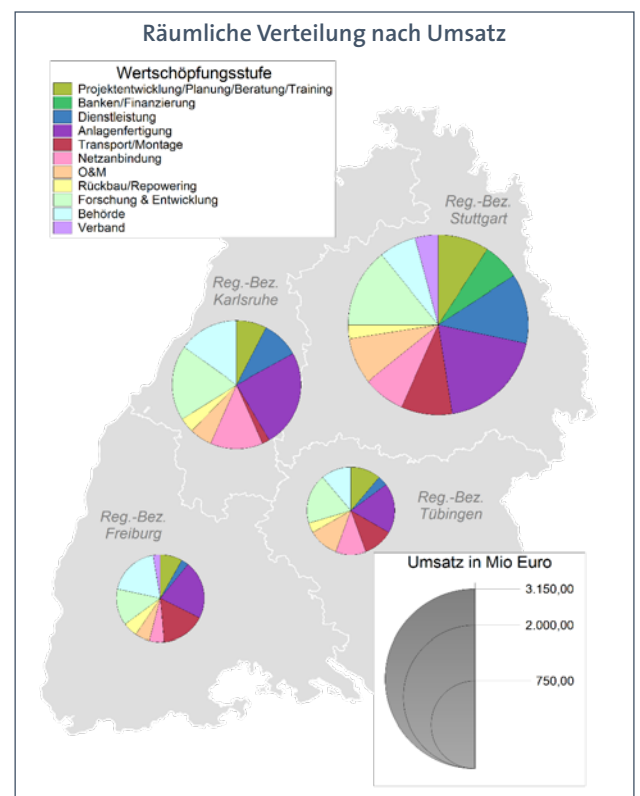 Räumliche Verteilung nach Umsatz
Wertschöpfungsstufe
Projektentwicklung/Planung/Beratung/Training
Banken/Finanzierung
Dienstleistung
Anlagenfertigung
Transport/Montage
Netzanbindung
O&M
Rückbau/Repowering
Forschung & Entwicklung
Behörde
Verband
Reg.-Bez.
Stuttgart
Reg.-Bez.
Karlsruhe
Reg.-Bez.
Tübingen
Reg.-Bez.
Freiburg
Umsatz in Mio Euro
3.150,00
2.000,00
750,00